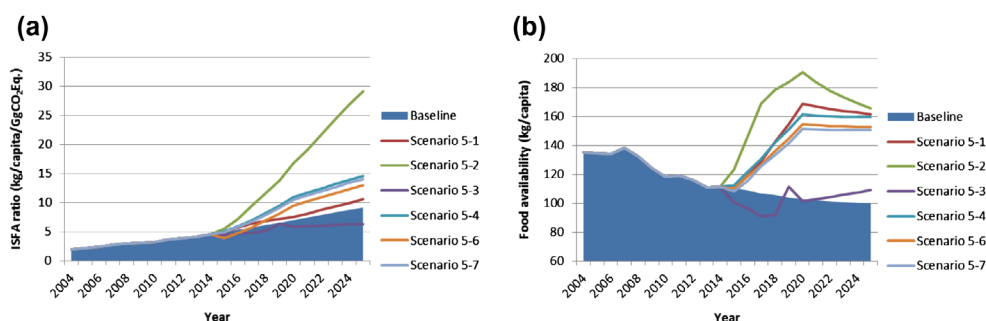 (a)
ISFA ratio (kg/capita/GgCO₂Eq.)
35
30
25
20
15
10
5
0
2004
2006
2008
2010
2012
2014
2016
2018
2020
2022
2024
Year
Baseline
Scenario 5-1
Scenario 5-2
Scenario 5-3
Scenario 5-4
Scenario 5-6
Scenario 5-7
(b)
Food availability (kg/capita)
200
180
160
140
120
100
80
60
2004
2006
2008
2010
2012
2014
2016
2018
2020
2022
2024
Year
Baseline
Scenario 5-1
Scenario 5-2
Scenario 5-3
Scenario 5-4
Scenario 5-6
Scenario 5-7